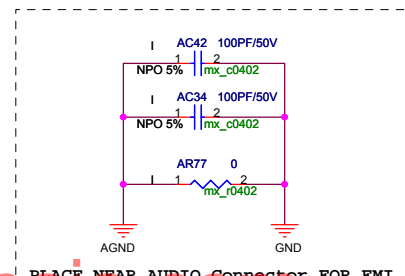 I AC42 100PF/50V
1 2
NPO 5% mx_c0402
I AC34 100PF/50V
1 2
NPO 5% mx_c0402
AR77 0
I 1 2
mx_r0402
AGND GND
PLACE NEAR AUDIO Connector FOR EMI